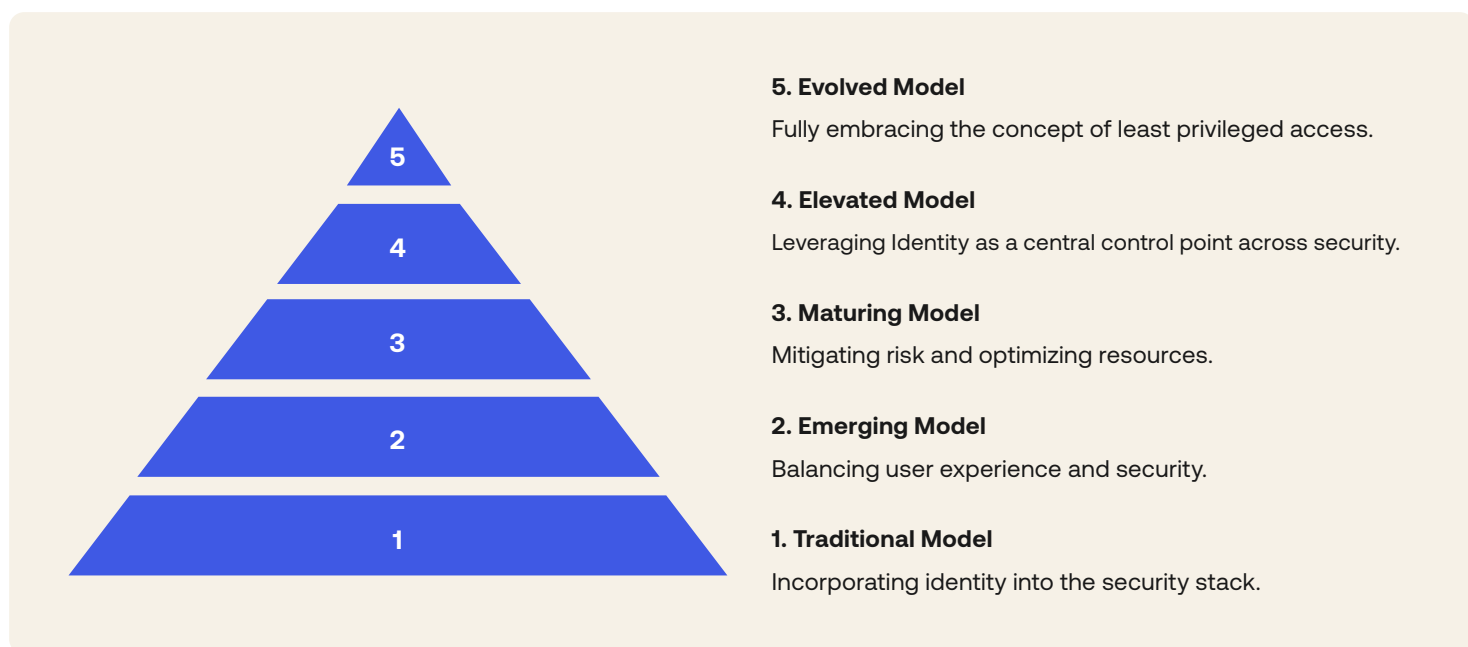 5
4
3
2
1
5. Evolved Model
Fully embracing the concept of least privileged access.
4. Elevated Model
Leveraging Identity as a central control point across security.
3. Maturing Model
Mitigating risk and optimizing resources.
2. Emerging Model
Balancing user experience and security.
1. Traditional Model
Incorporating identity into the security stack.